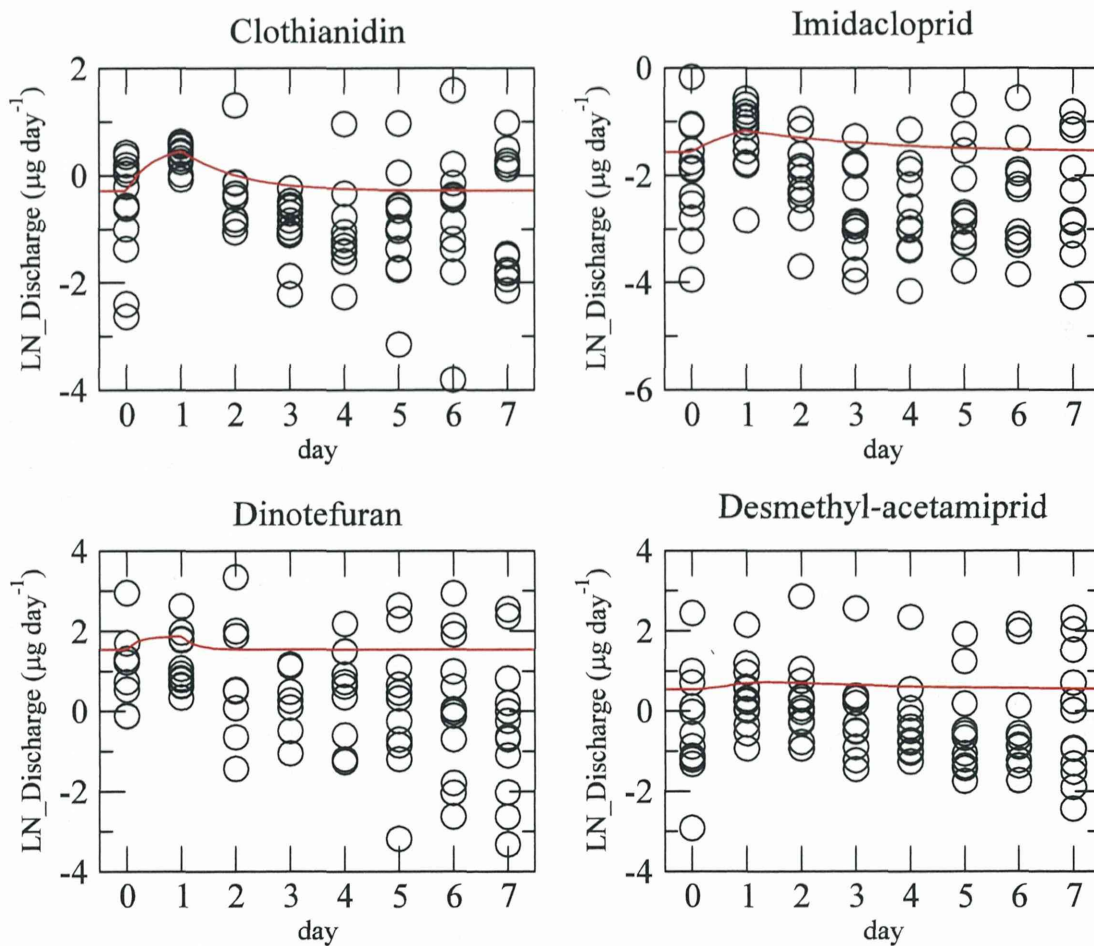 Clothianidin
LN_Discharge (µg day-1)
2
0
-2
-4
0 1 2 3 4 5 6 7
day
Imidacloprid
LN_Discharge (µg day-1)
0
-2
-4
-6
0 1 2 3 4 5 6 7
day
Dinotefuran
LN_Discharge (µg day-1)
4
2
0
-2
-4
0 1 2 3 4 5 6 7
day
Desmethyl-acetamiprid
LN_Discharge (µg day-1)
4
2
0
-2
-4
0 1 2 3 4 5 6 7
day